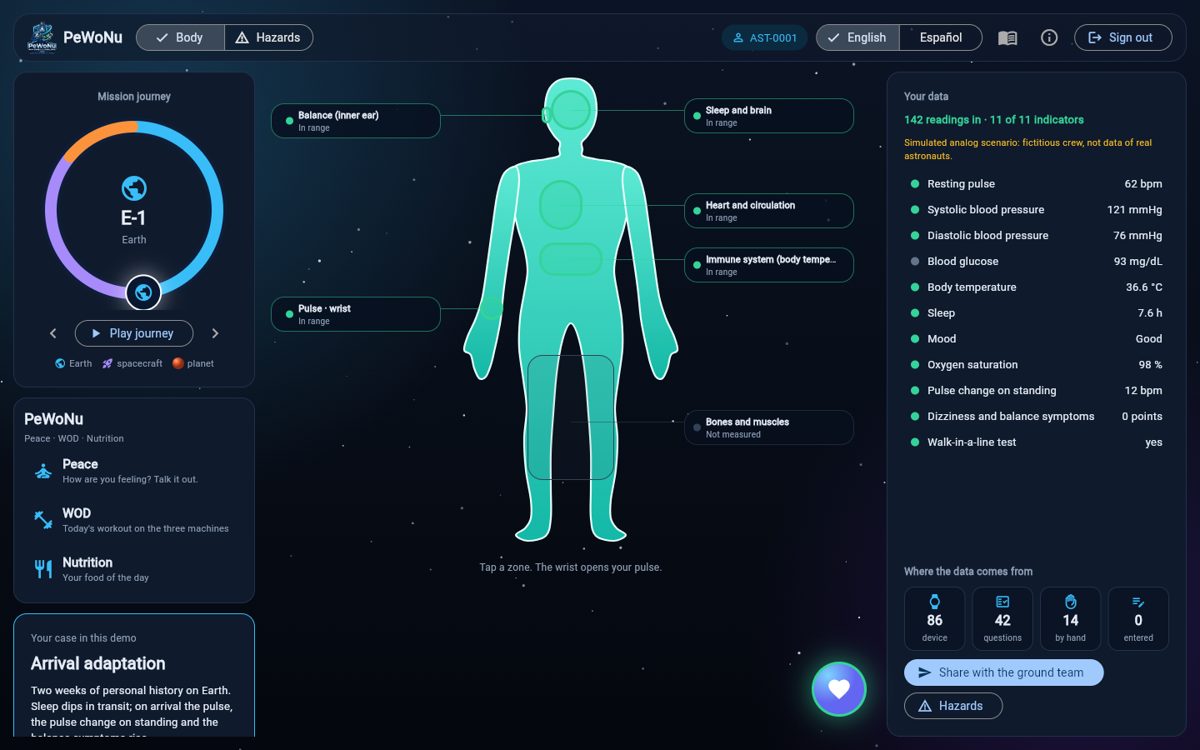 PeWoNu
PeWoNu
Body
Hazards
AST-0001
English
Español
Sign out
Mission journey
E-1
Earth
Play journey
Earth
spacecraft
planet
PeWoNu
Peace · WOD · Nutrition
Peace
How are you feeling? Talk it out.
WOD
Today's workout on the three machines
Nutrition
Your food of the day
Your case in this demo
Arrival adaptation
Two weeks of personal history on Earth.
Sleep dips in transit; on arrival the pulse,
the pulse change on standing and the
Balance (inner ear)
In range
Pulse · wrist
In range
Sleep and brain
In range
Heart and circulation
In range
Immune system (body tempe…
In range
Bones and muscles
Not measured
Tap a zone. The wrist opens your pulse.
Your data
142 readings in · 11 of 11 indicators
Simulated analog scenario: fictitious crew, not data of real
astronauts.
Resting pulse 62 bpm
Systolic blood pressure 121 mmHg
Diastolic blood pressure 76 mmHg
Blood glucose 93 mg/dL
Body temperature 36.6 °C
Sleep 7.6 h
Mood Good
Oxygen saturation 98 %
Pulse change on standing 12 bpm
Dizziness and balance symptoms 0 points
Walk-in-a-line test yes
Where the data comes from
86 42 14 0
device questions by hand entered
Share with the ground team
Hazards